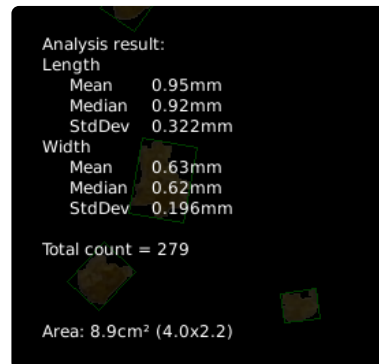 Analysis result:
Length
Mean 0.95mm
Median 0.92mm
StdDev 0.322mm
Width
Mean 0.63mm
Median 0.62mm
StdDev 0.196mm
Total count = 279
Area: 8.9cm² (4.0x2.2)